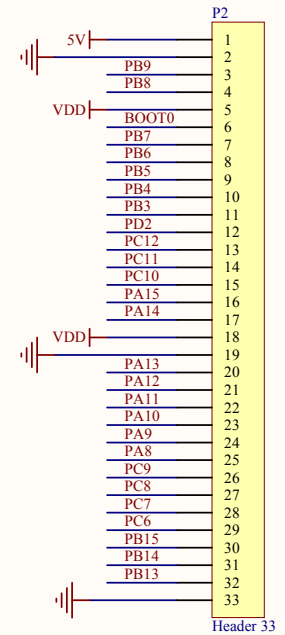 P2
5V 1
2
PB9 3
PB8 4
VDD 5
BOOT0 6
PB7 7
PB6 8
PB5 9
PB4 10
PB3 11
PD2 12
PC12 13
PC11 14
PC10 15
PA15 16
PA14 17
VDD 18
19
PA13 20
PA12 21
PA11 22
PA10 23
PA9 24
PA8 25
PC9 26
PC8 27
PC7 28
PC6 29
PB15 30
PB14 31
PB13 32
33
Header 33